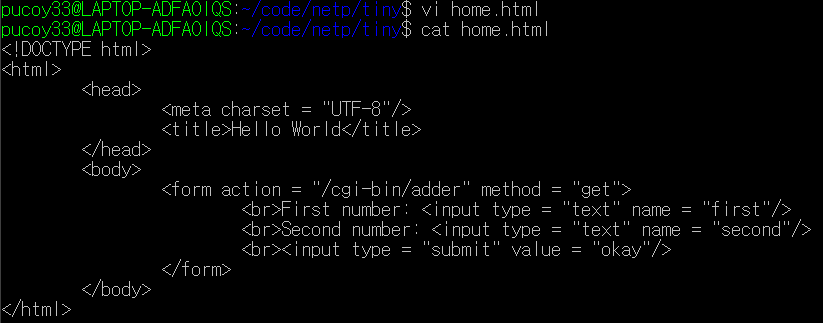 pucoy33@LAPTOP-ADFAOIQS:~/code/netp/tiny$ vi home.html
pucoy33@LAPTOP-ADFAOIQS:~/code/netp/tiny$ cat home.html
<!DOCTYPE html>
<html>
        <head>
                <meta charset = "UTF-8"/>
                <title>Hello World</title>
        </head>
        <body>
                <form action = "/cgi-bin/adder" method = "get">
                        <br>First number: <input type = "text" name = "first"/>
                        <br>Second number: <input type = "text" name = "second"/>
                        <br><input type = "submit" value = "okay"/>
                </form>
        </body>
</html>